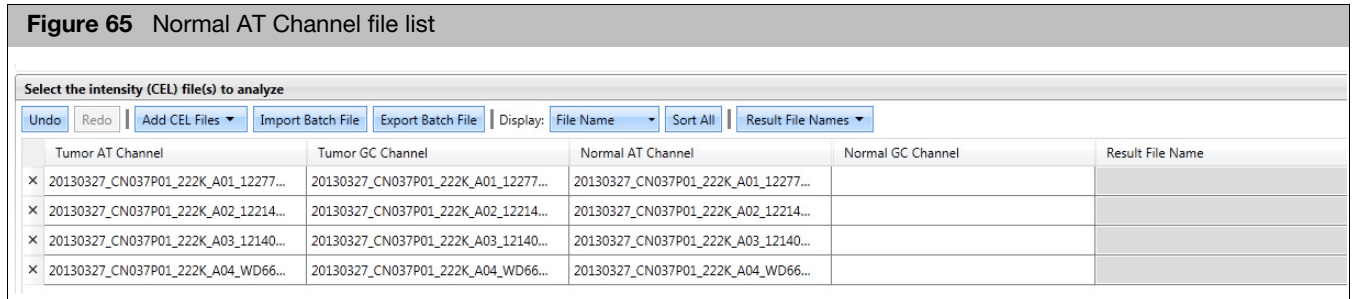 Figure 65 Normal AT Channel file list
Select the intensity (CEL) file(s) to analyze
Undo Redo Add CEL Files Import Batch File Export Batch File Display: File Name Sort All Result File Names
Tumor AT Channel Tumor GC Channel Normal AT Channel Normal GC Channel Result File Name
× 20130327_CN037P01_222K_A01_12277... 20130327_CN037P01_222K_A01_12277... 20130327_CN037P01_222K_A01_12277...
× 20130327_CN037P01_222K_A02_12214... 20130327_CN037P01_222K_A02_12214... 20130327_CN037P01_222K_A02_12214...
× 20130327_CN037P01_222K_A03_12140... 20130327_CN037P01_222K_A03_12140... 20130327_CN037P01_222K_A03_12140...
× 20130327_CN037P01_222K_A04_WD66... 20130327_CN037P01_222K_A04_WD66... 20130327_CN037P01_222K_A04_WD66...